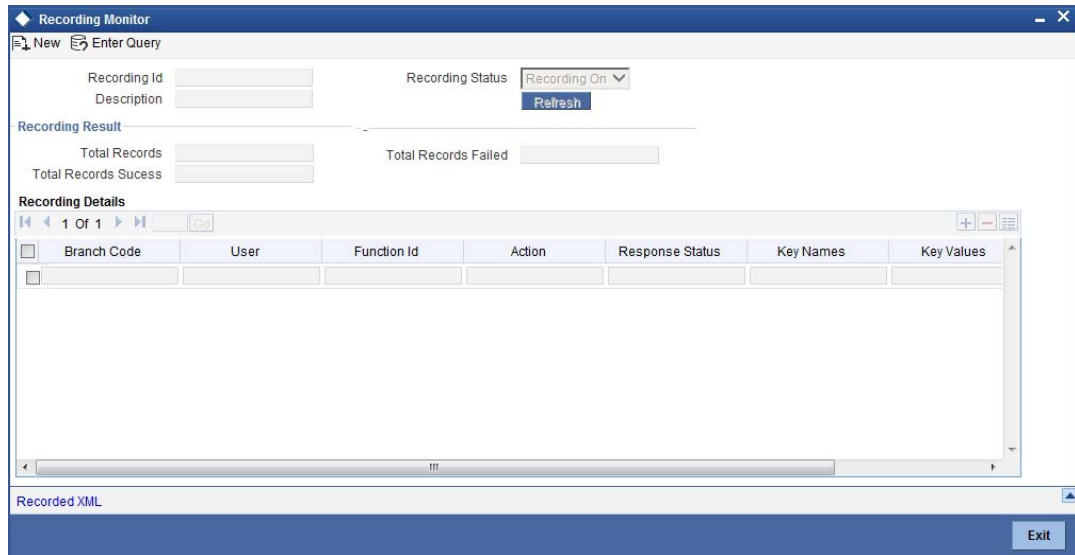 Recording Monitor
New Enter Query
Recording Id Recording Status Recording On
Description Refresh
Recording Result
Total Records Total Records Failed
Total Records Sucess
Recording Details
1 Of 1 Go
Branch Code User Function Id Action Response Status Key Names Key Values
Recorded XML
Exit